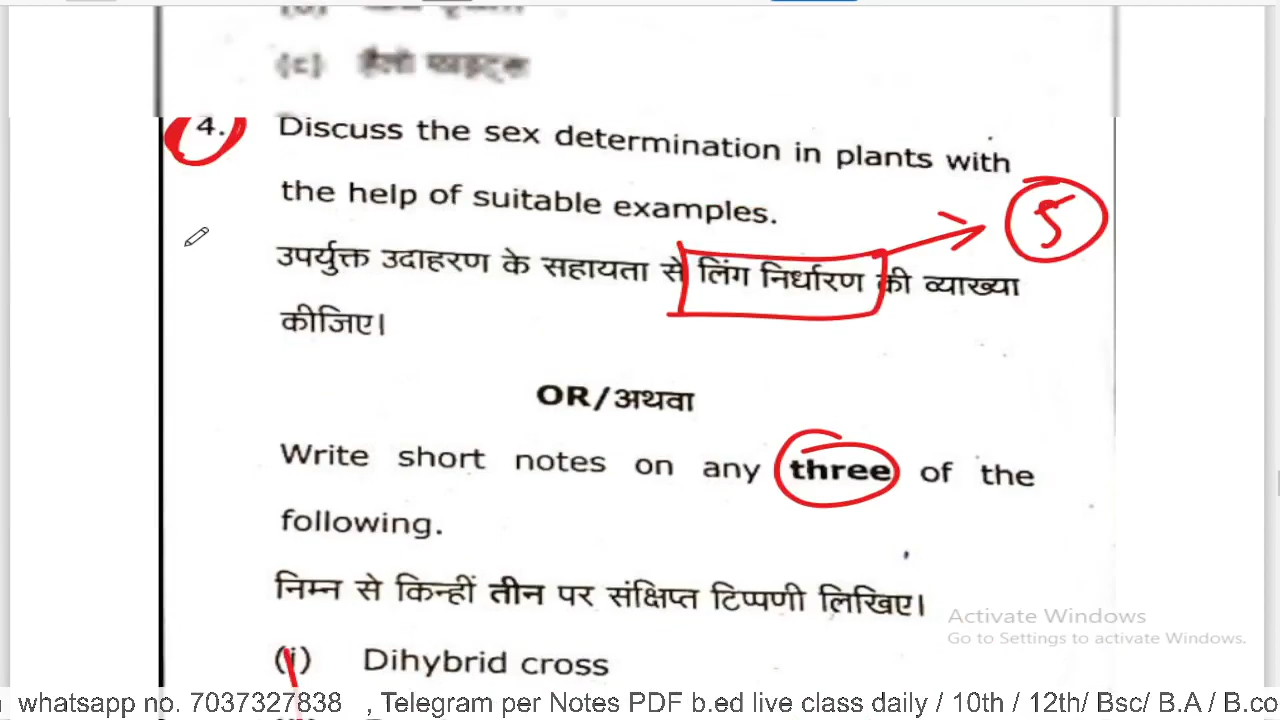 (c) हैलो फाइट्स
4. Discuss the sex determination in plants with
the help of suitable examples.
5
उपर्युक्त उदाहरण के सहायता से लिंग निर्धारण की व्याख्या
कीजिए।
OR/अथवा
Write short notes on any three of the
following.
निम्न से किन्हीं तीन पर संक्षिप्त टिप्पणी लिखिए।
Activate Windows
Go to Settings to activate Windows.
(i) Dihybrid cross
whatsapp no. 7037327838 , Telegram per Notes PDF b.ed live class daily / 10th / 12th/ Bsc/ B.A / B.co